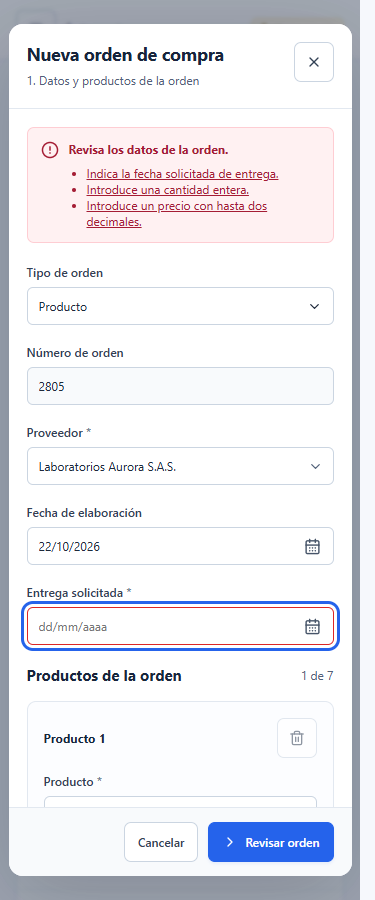 Nueva orden de compra
1. Datos y productos de la orden
Revisa los datos de la orden.
Indica la fecha solicitada de entrega.
Introduce una cantidad entera.
Introduce un precio con hasta dos
decimales.
Tipo de orden
Producto
Número de orden
2805
Proveedor *
Laboratorios Aurora S.A.S.
Fecha de elaboración
22/10/2026
Entrega solicitada *
dd/mm/aaaa
Productos de la orden
1 de 7
Producto 1
Producto *
Cancelar
Revisar orden